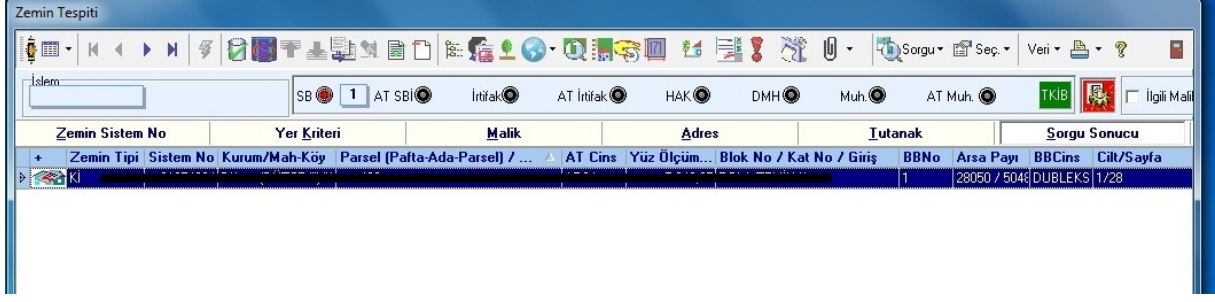 Zemin Tespiti
Sorgu Seç. Veri
İşlem
SB 1 AT SBİ İrtifak AT İrtifak HAK DMH Muh. AT Muh. TKİB İlgili Mali
Zemin Sistem No Yer Kriteri Malik Adres Tutanak Sorgu Sonucu
+ Zemin Tipi Sistem No Kurum/Mah-Köy Parsel (Pafta-Ada-Parsel) / ... AT Cins Yüz Ölçüm... Blok No / Kat No / Giriş BBNo Arsa Payı BBCins Cilt/Sayfa
Kİ 1 28050 / 5048 DUBLEKS 1/28